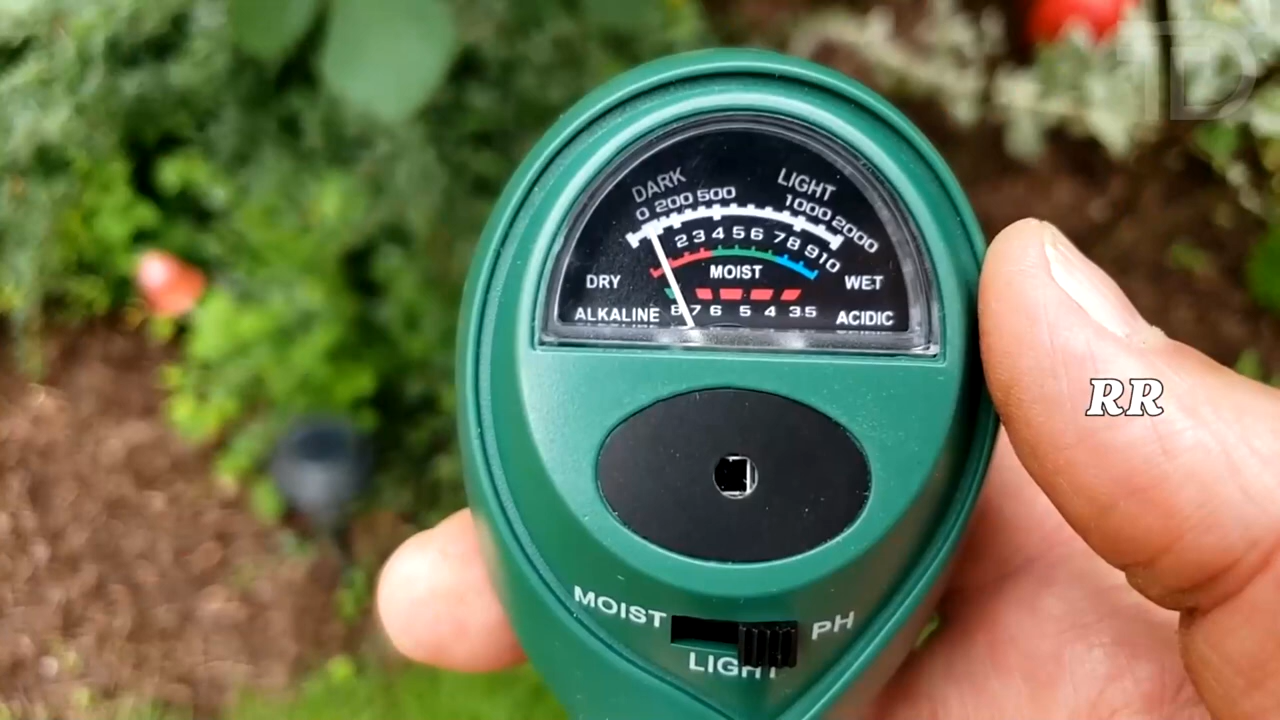 TD
DARK LIGHT
0 200 500 1000 2000
2 3 4 5 6 7 8 9 10
DRY MOIST WET
ALKALINE 8 7 6 5 4 3.5 ACIDIC
RR
MOIST PH
LIGHT